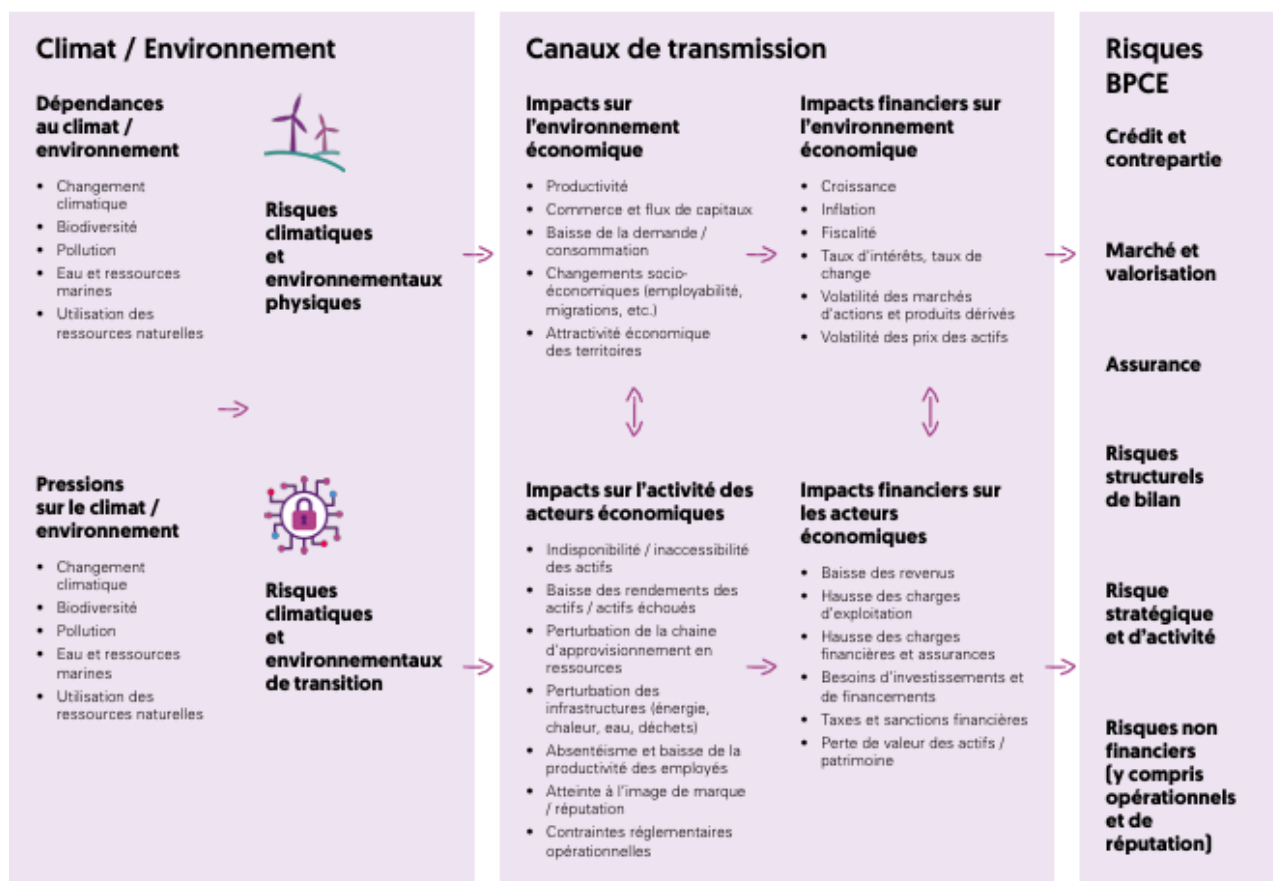 Climat / Environnement
Dépendances
au climat /
environnement
• Changement
climatique
• Biodiversité
• Pollution
• Eau et ressources
marines
• Utilisation des
ressources naturelles
Risques
climatiques
et
environnementaux
physiques
Pressions
sur le climat /
environnement
• Changement
climatique
• Biodiversité
• Pollution
• Eau et ressources
marines
• Utilisation des
ressources naturelles
Risques
climatiques
et
environnementaux
de transition
Canaux de transmission
Impacts sur
l'environnement
économique
• Productivité
• Commerce et flux de capitaux
• Baisse de la demande /
consommation
• Changements socio-
économiques (employabilité,
migrations, etc.)
• Attractivité économique
des territoires
Impacts financiers sur
l'environnement
économique
• Croissance
• Inflation
• Fiscalité
• Taux d'intérêts, taux de
change
• Volatilité des marchés
d'actions et produits dérivés
• Volatilité des prix des actifs
Impacts sur l'activité des
acteurs économiques
• Indisponibilité / inaccessibilité
des actifs
• Baisse des rendements des
actifs / actifs échoués
• Perturbation de la chaine
d'approvisionnement en
ressources
• Perturbation des
infrastructures (énergie,
chaleur, eau, déchets)
• Absentéisme et baisse de la
productivité des employés
• Atteinte à l'image de marque
/ réputation
• Contraintes réglementaires
opérationnelles
Impacts financiers sur
les acteurs
économiques
• Baisse des revenus
• Hausse des charges
d'exploitation
• Hausse des charges
financières et assurances
• Besoins d'investissements et
de financements
• Taxes et sanctions financières
• Perte de valeur des actifs /
patrimoine
Risques
BPCE
Crédit et
contrepartie
Marché et
valorisation
Assurance
Risques
structurels
de bilan
Risque
stratégique
et d'activité
Risques non
financiers
(y compris
opérationnels
et de
réputation)